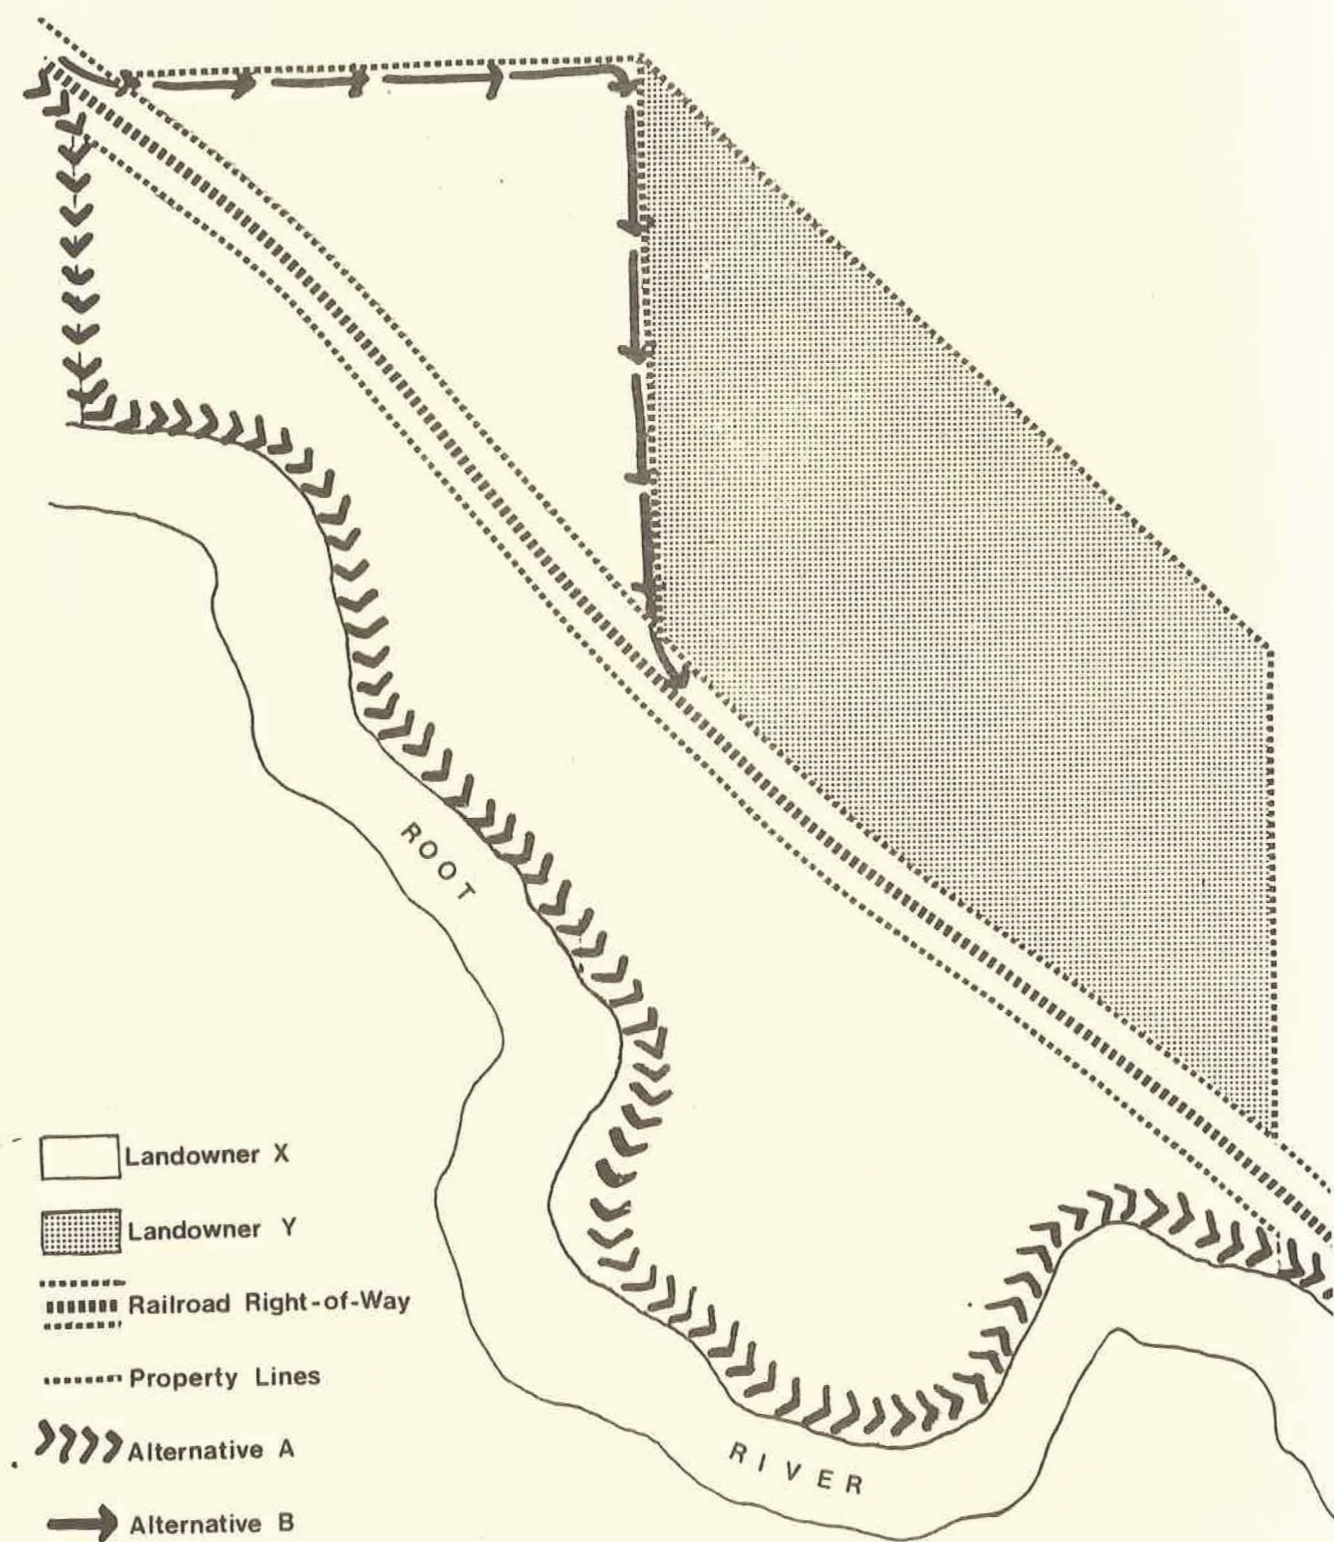 ROOT
RIVER
Landowner X
Landowner Y
Railroad Right-of-Way
Property Lines
Alternative A
Alternative B